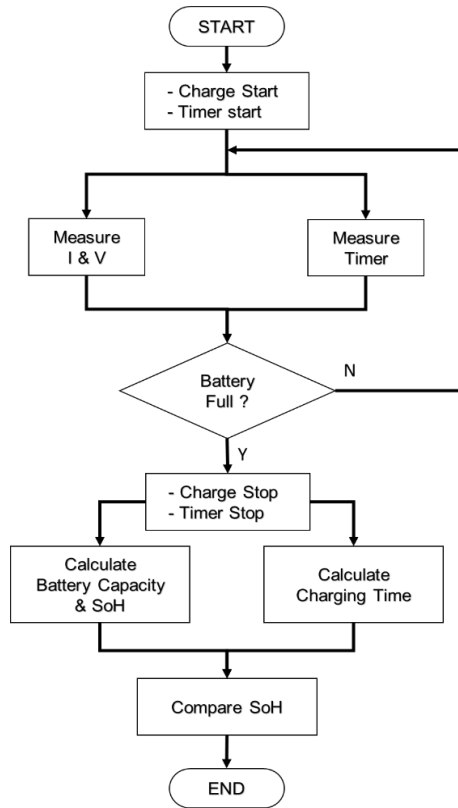 START
- Charge Start
- Timer start
Measure
I & V
Measure
Timer
Battery
Full ?
N
Y
- Charge Stop
- Timer Stop
Calculate
Battery Capacity
& SoH
Calculate
Charging Time
Compare SoH
END